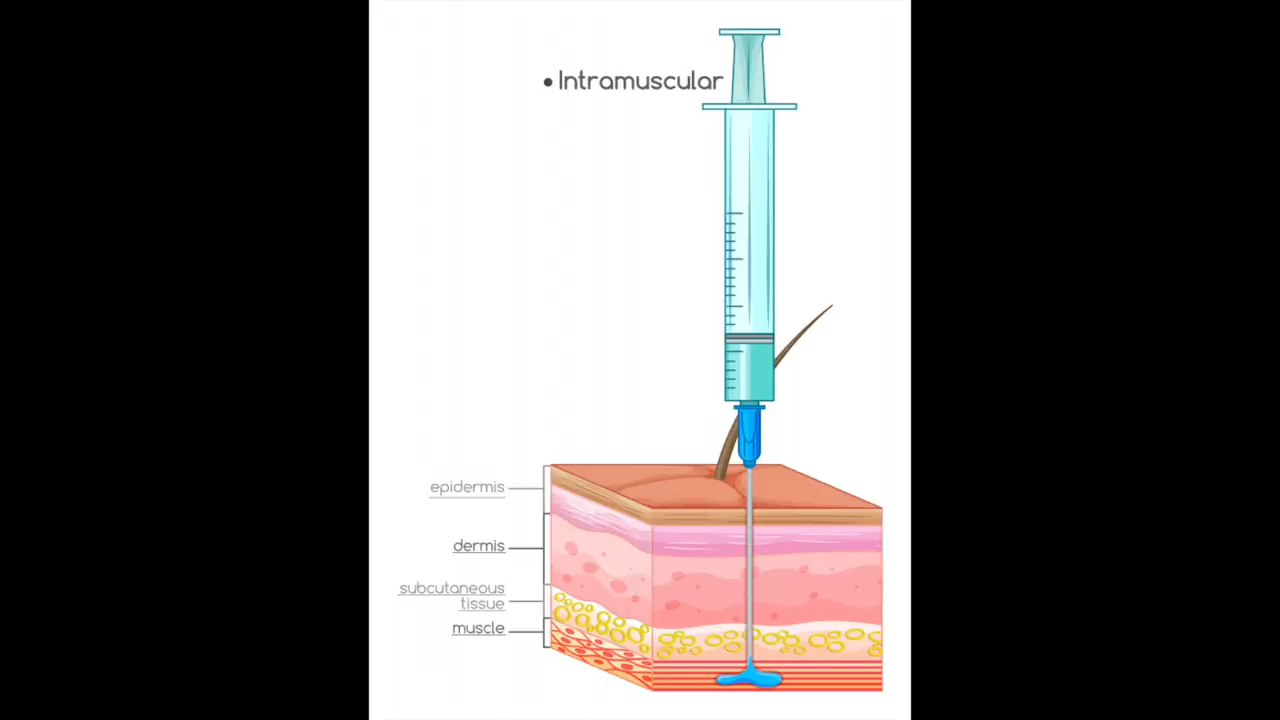 • Intramuscular
epidermis
dermis
subcutaneous
tissue
muscle